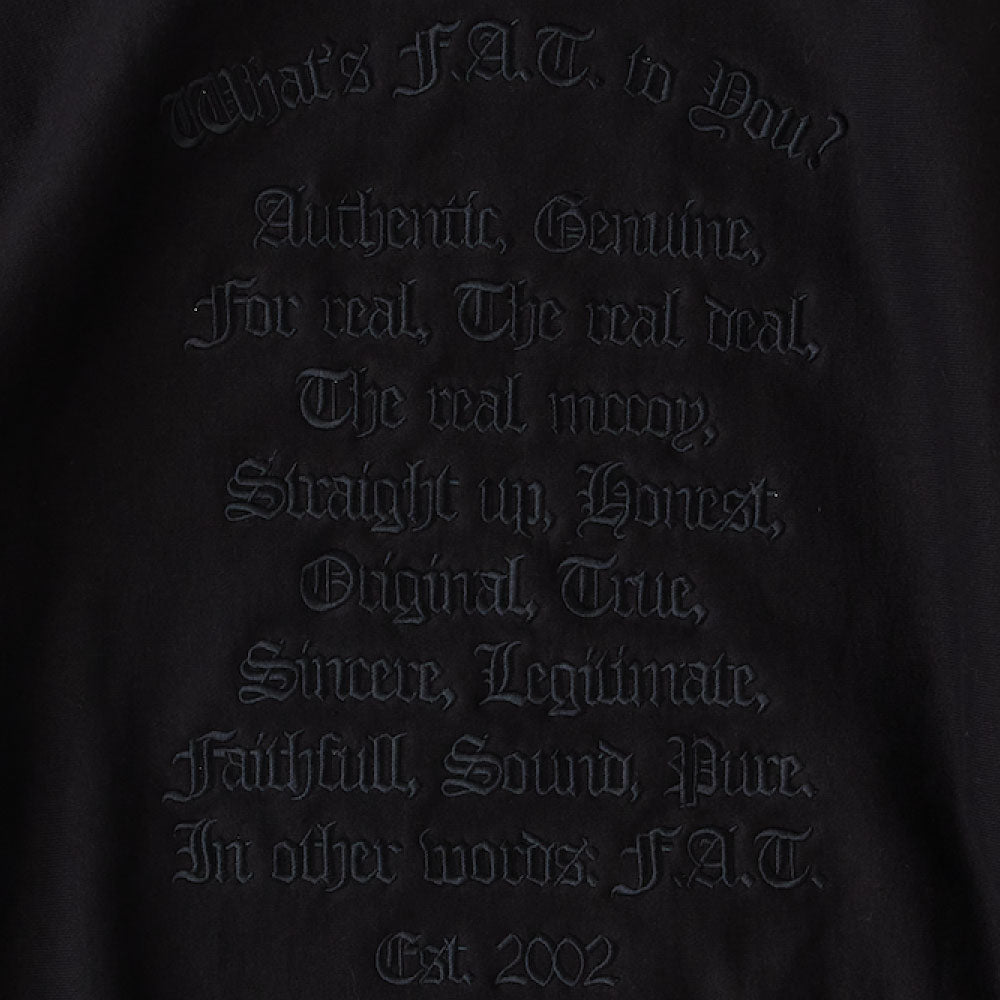 What's F.A.T. to You?
Authentic, Genuine,
For real, The real deal,
The real mccoy,
Straight up, Honest,
Original, True,
Sincere, Legitimate,
Faithfull, Sound, Pure.
In other words: F.A.T.
Est. 2002